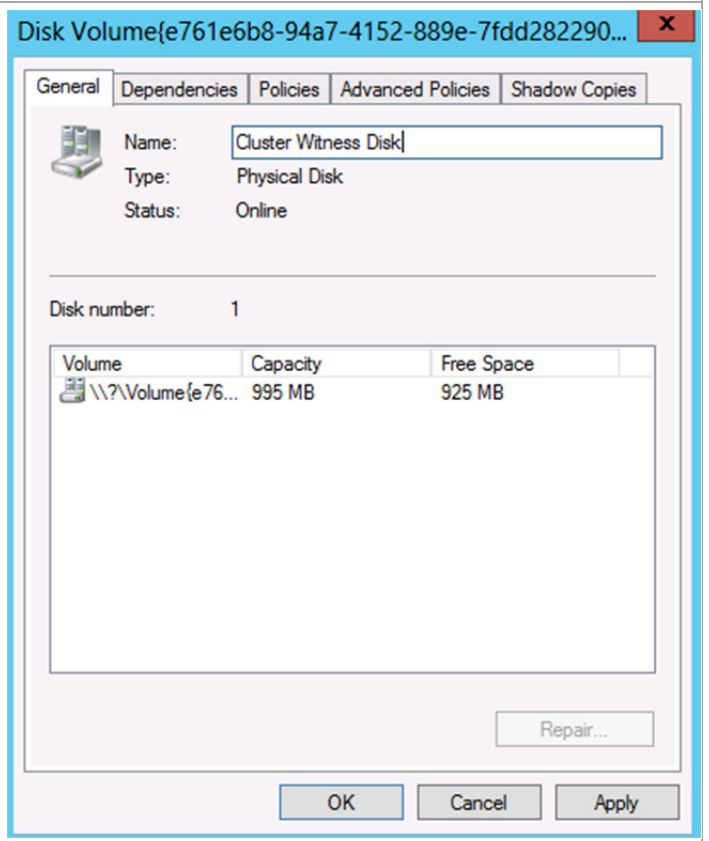 Disk Volume{e761e6b8-94a7-4152-889e-7fdd282290... x
General Dependencies Policies Advanced Policies Shadow Copies
Name: Cluster Witness Disk
Type: Physical Disk
Status: Online
Disk number: 1
Volume Capacity Free Space
\\?\Volume{e76... 995 MB 925 MB
Repair...
OK Cancel Apply